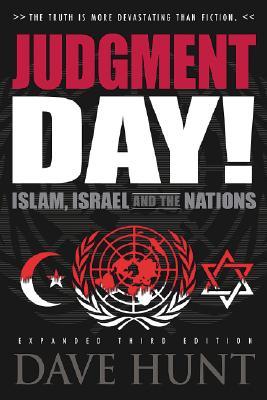 >> THE TRUTH IS MORE DEVASTATING THAN FICTION. <<
JUDGMENT
DAY!
ISLAM, ISRAEL AND THE NATIONS
EXPANDED THIRD EDITION
DAVE HUNT